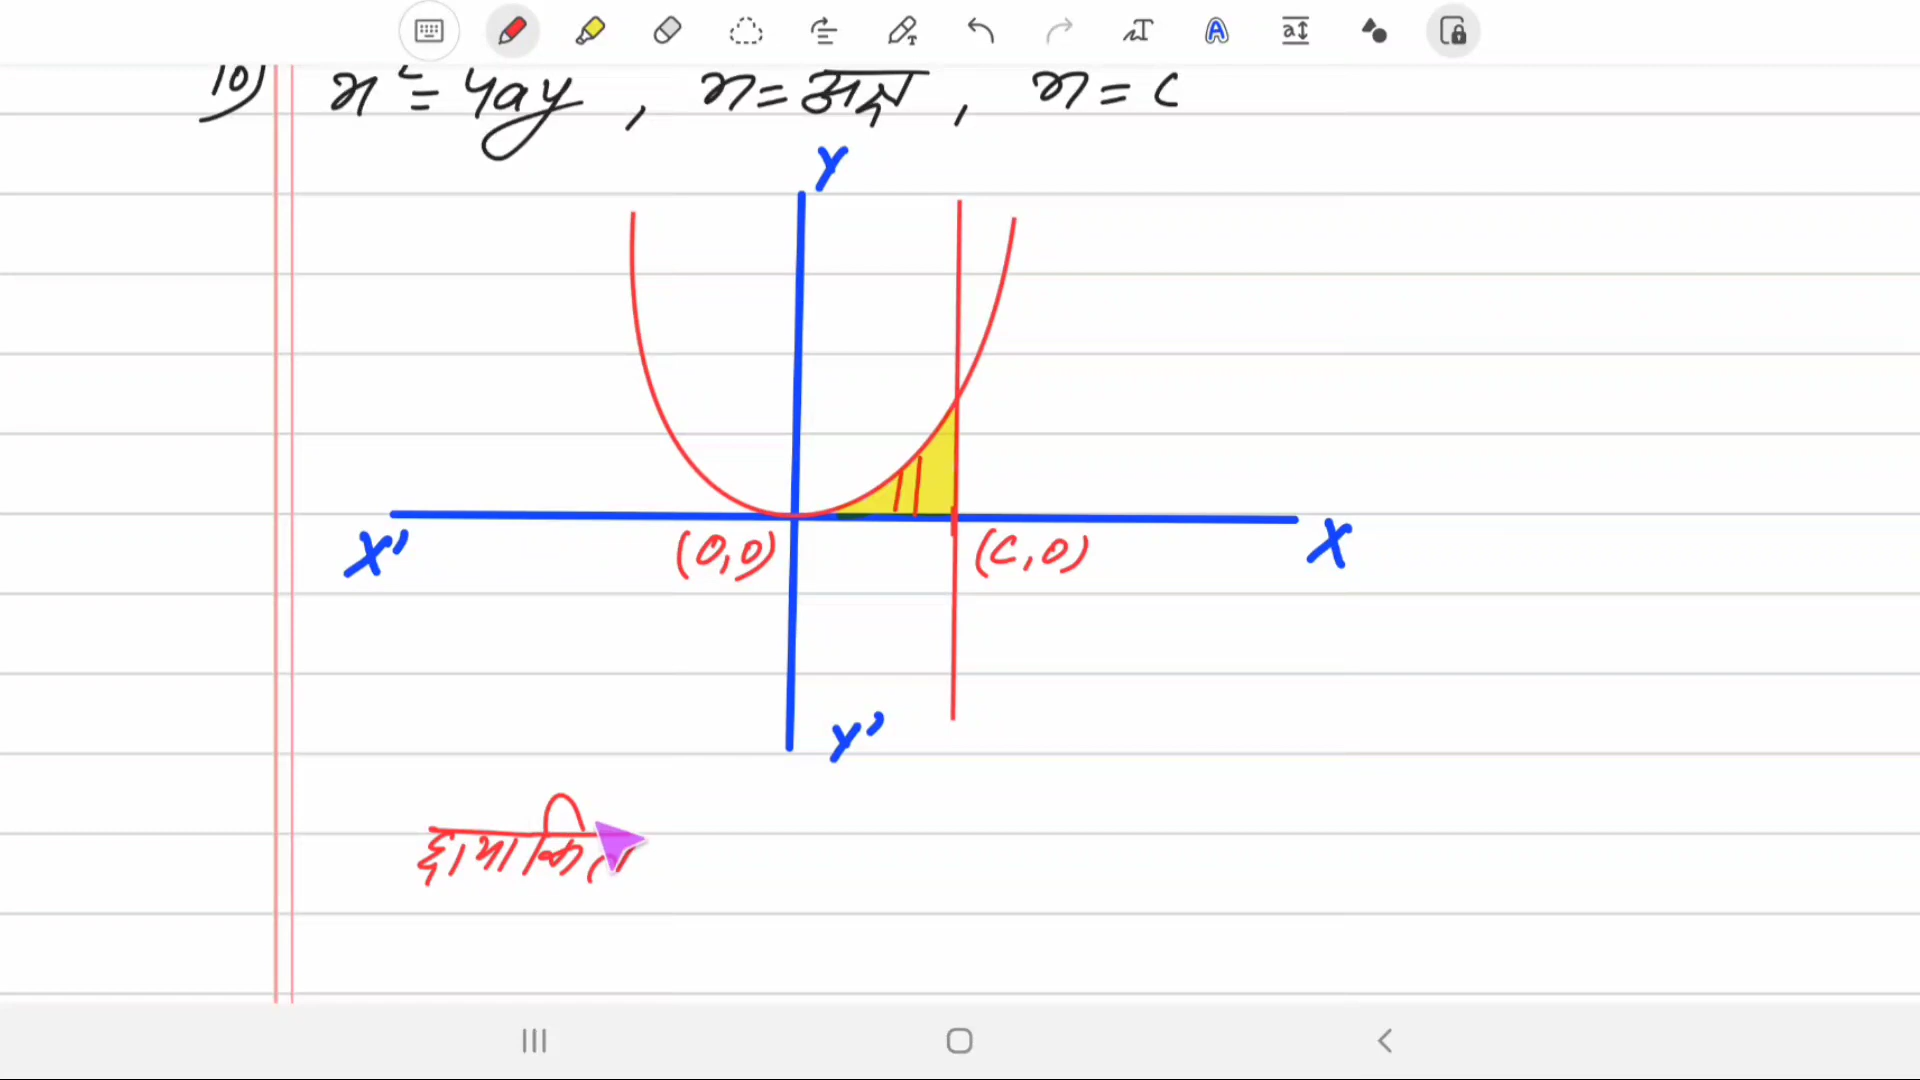 10) x² = 4ay , x = अक्ष , x = c
Y
(0,0) (c,0)
X' X
Y'
छायांकित